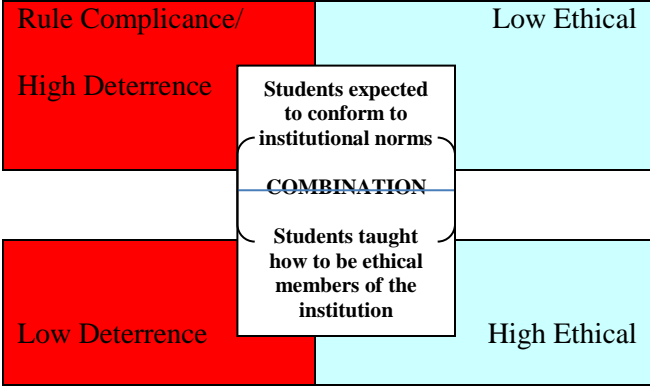 Rule Complicance/
Low Ethical
High Deterrence
Students expected
to conform to
institutional norms
COMBINATION
Students taught
how to be ethical
members of the
institution
Low Deterrence
High Ethical